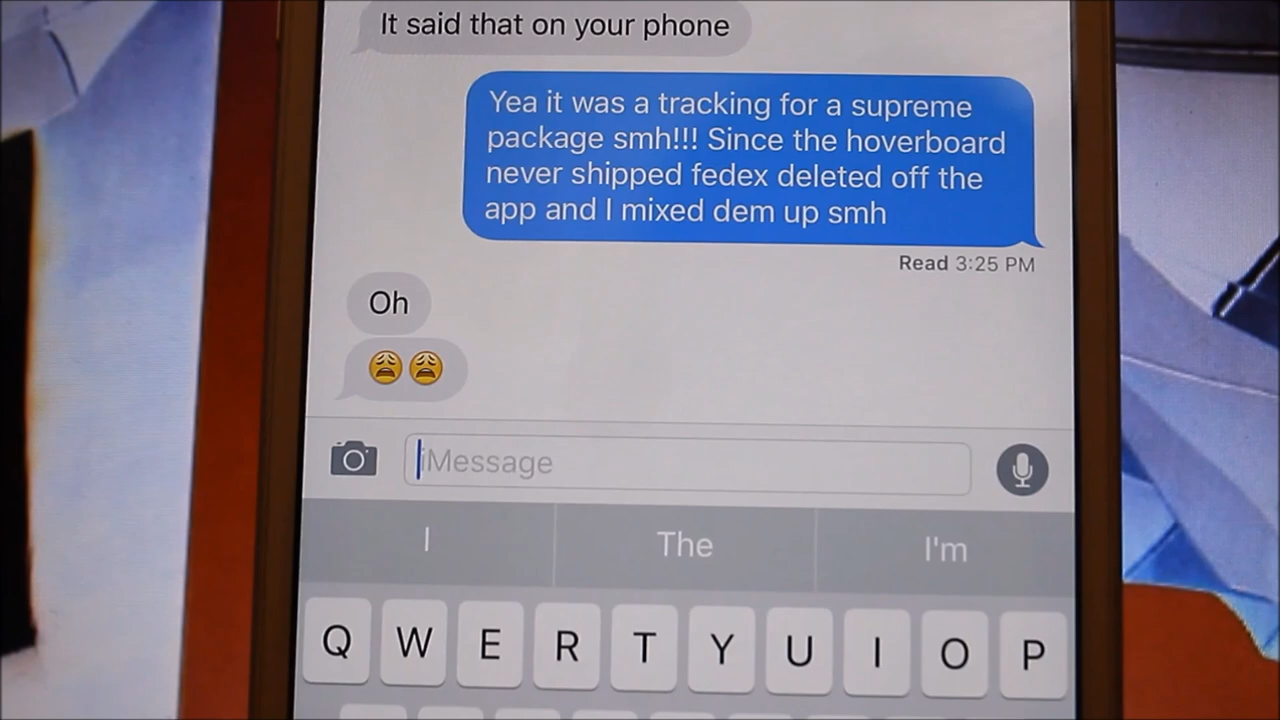 It said that on your phone
Yea it was a tracking for a supreme
package smh!!! Since the hoverboard
never shipped fedex deleted off the
app and I mixed dem up smh
Read 3:25 PM
Oh
😩😩
iMessage
I The I'm
Q W E R T Y U I O P